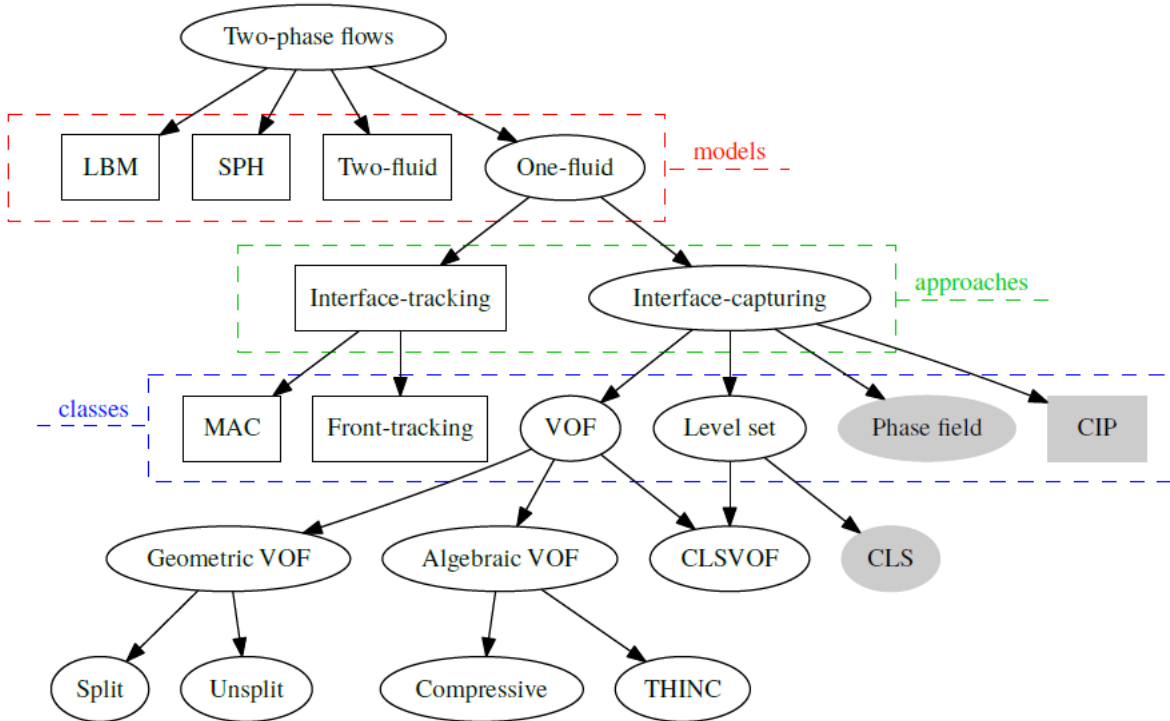 Two-phase flows
LBM
SPH
Two-fluid
One-fluid
models
Interface-tracking
Interface-capturing
approaches
classes
MAC
Front-tracking
VOF
Level set
Phase field
CIP
Geometric VOF
Algebraic VOF
CLSVOF
CLS
Split
Unsplit
Compressive
THINC